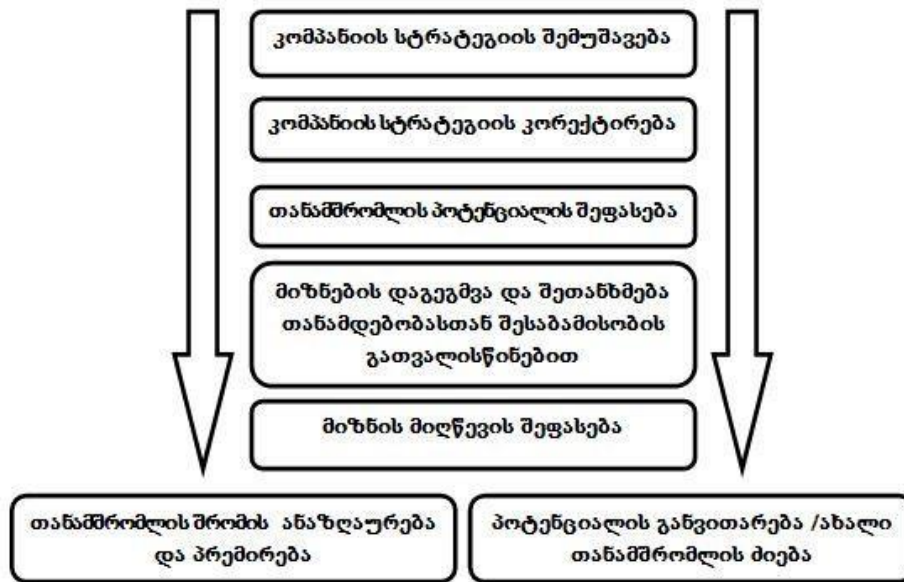 კომპანიის სტრატეგიის შემუშავება
კომპანიის სტრატეგიის კორექტირება
თანამშრომლის პოტენციალის შეფასება
მიზნების დაგეგმვა და შეთანხმება
თანამდებობასთან შესაბამისობის
გათვალისწინებით
მიზნის მიღწევის შეფასება
თანამშრომლის შრომის ანაზღაურება
და პრემირება
პოტენციალის განვითარება /ახალი
თანამშრომლის ძიება